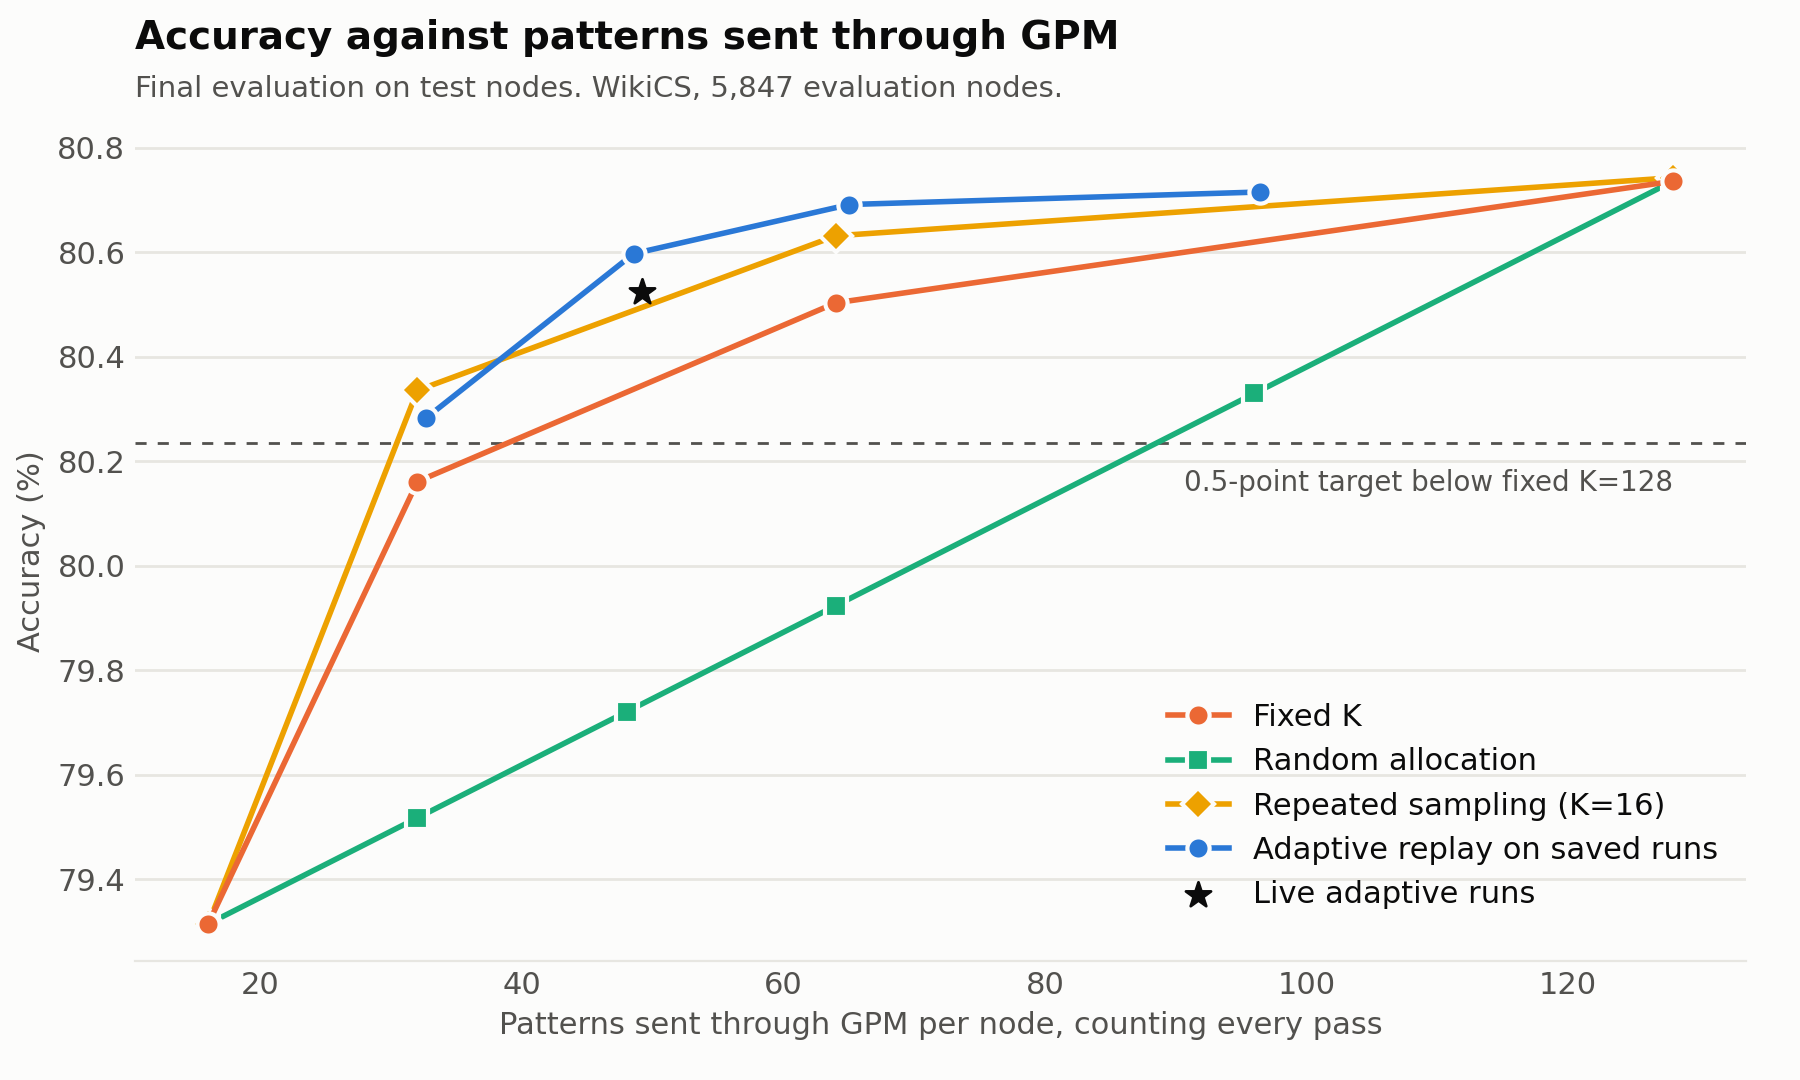 Accuracy against patterns sent through GPM
Final evaluation on test nodes. WikiCS, 5,847 evaluation nodes.
Accuracy (%)
80.8
80.6
80.4
80.2
80.0
79.8
79.6
79.4
0.5-point target below fixed K=128
Fixed K
Random allocation
Repeated sampling (K=16)
Adaptive replay on saved runs
Live adaptive runs
20 40 60 80 100 120
Patterns sent through GPM per node, counting every pass